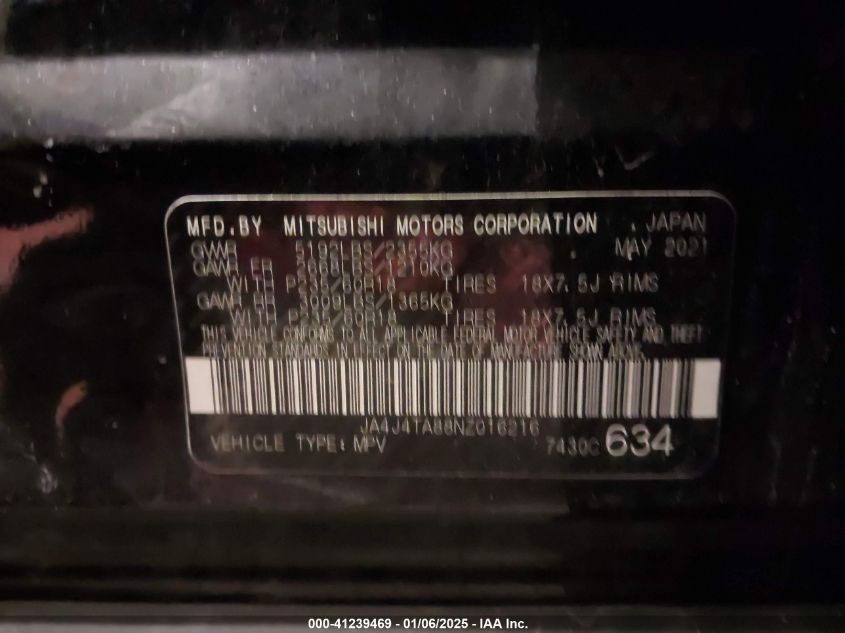 MFD.BY MITSUBISHI MOTORS CORPORATION JAPAN
GVWR 5192LBS/2355KG MAY 2021
GAWR FR 2668LBS/1210KG
WITH P235/60R18 TIRES 18X7.5J RIMS
GAWR RR 3009LBS/1365KG
WITH P235/60R18 TIRES 18X7.5J RIMS
THIS VEHICLE CONFORMS TO ALL APPLICABLE FEDERAL MOTOR VEHICLE SAFETY AND THEFT
PREVENTION STANDARDS IN EFFECT ON THE DATE OF MANUFACTURE SHOWN ABOVE.
JA4J4TA88NZ016216
VEHICLE TYPE: MPV 7430C 634
000-41239469 - 01/06/2025 - IAA Inc.